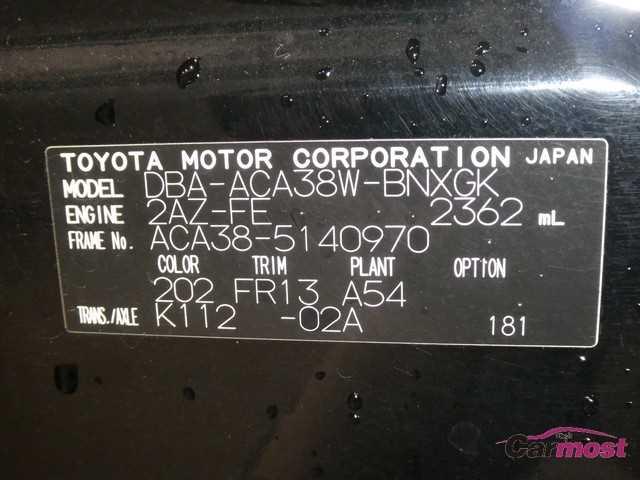 TOYOTA MOTOR CORPORATION JAPAN
MODEL DBA-ACA38W-BNXGK
ENGINE 2AZ-FE 2362 mL
FRAME No. ACA38-5140970
COLOR TRIM PLANT OPTION
202 FR13 A54
TRANS./AXLE K112 -02A 181
Carmost